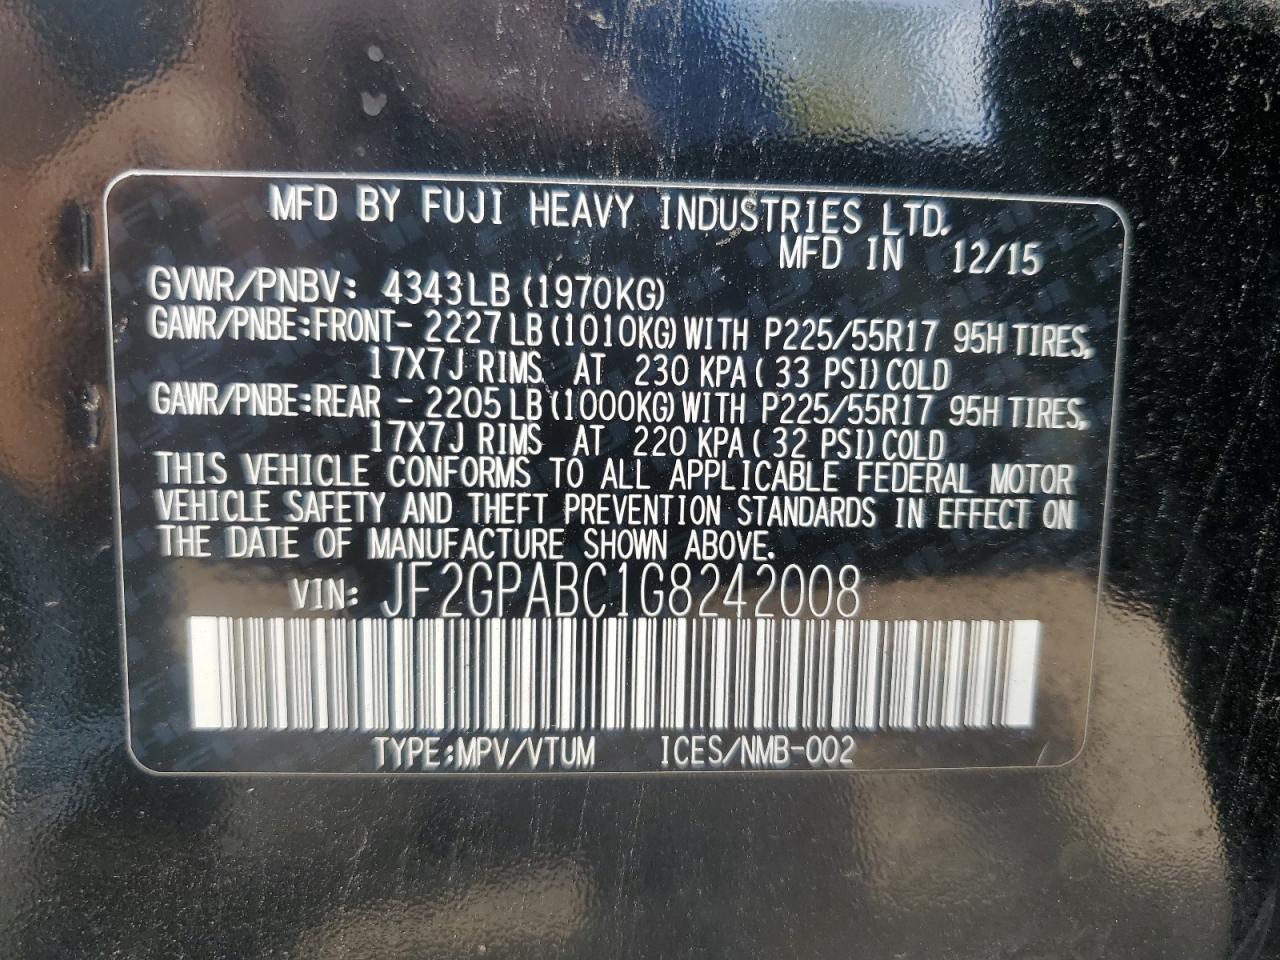 MFD BY FUJI HEAVY INDUSTRIES LTD.
MFD IN 12/15
GVWR/PNBV: 4343LB (1970KG)
GAWR/PNBE:FRONT- 2227LB (1010KG) WITH P225/55R17 95H TIRES,
17X7J RIMS AT 230 KPA ( 33 PSI) COLD
GAWR/PNBE:REAR - 2205LB (1000KG) WITH P225/55R17 95H TIRES,
17X7J RIMS AT 220 KPA ( 32 PSI) COLD
THIS VEHICLE CONFORMS TO ALL APPLICABLE FEDERAL MOTOR
VEHICLE SAFETY AND THEFT PREVENTION STANDARDS IN EFFECT ON
THE DATE OF MANUFACTURE SHOWN ABOVE.
VIN: JF2GPABC1G8242008
TYPE:MPV/VTUM ICES/NMB-002